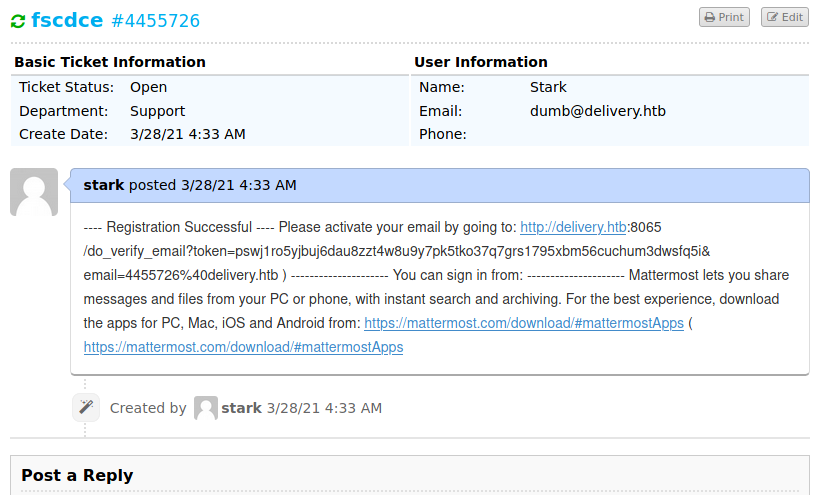 fscdce #4455726
Print
Edit
Basic Ticket Information
User Information
Ticket Status: Open
Name: Stark
Department: Support
Email: dumb@delivery.htb
Create Date: 3/28/21 4:33 AM
Phone:
stark posted 3/28/21 4:33 AM
---- Registration Successful ---- Please activate your email by going to: http://delivery.htb:8065
/do_verify_email?token=pswj1ro5yjbuj6dau8zzt4w8u9y7pk5tko37q7grs1795xbm56cuchum3dwsfq5i&
email=4455726%40delivery.htb ) --------------------- You can sign in from: --------------------- Mattermost lets you share
messages and files from your PC or phone, with instant search and archiving. For the best experience, download
the apps for PC, Mac, iOS and Android from: https://mattermost.com/download/#mattermostApps (
https://mattermost.com/download/#mattermostApps
Created by stark 3/28/21 4:33 AM
Post a Reply